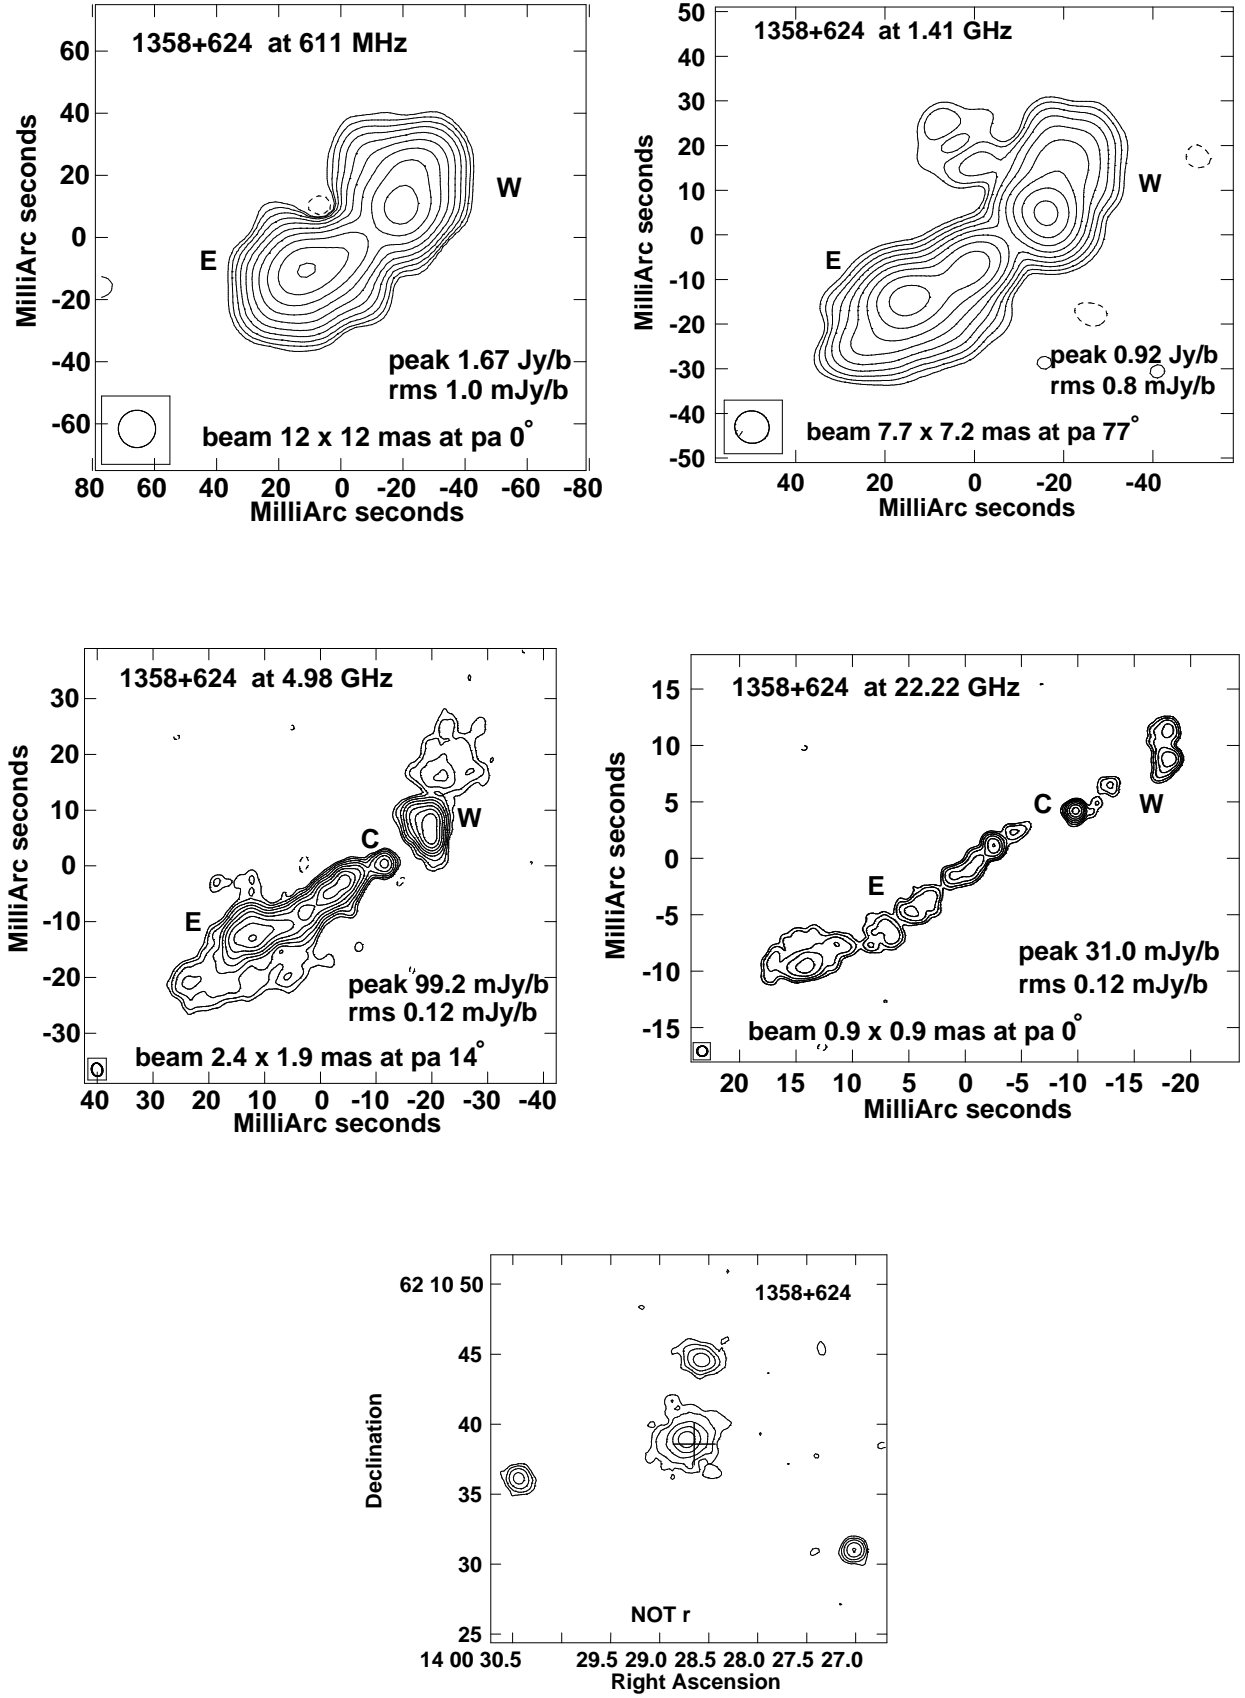 1358+624 at 611 MHz
60
40
20
0
-20
-40
-60
MilliArc seconds
E
W
peak 1.67 Jy/b
rms 1.0 mJy/b
beam 12 x 12 mas at pa 0°
80 60 40 20 0 -20 -40 -60 -80
MilliArc seconds
1358+624 at 1.41 GHz
50
40
30
20
10
0
-10
-20
-30
-40
-50
MilliArc seconds
W
E
peak 0.92 Jy/b
rms 0.8 mJy/b
beam 7.7 x 7.2 mas at pa 77°
40 20 0 -20 -40
MilliArc seconds
1358+624 at 4.98 GHz
30
20
10
0
-10
-20
-30
MilliArc seconds
W
C
E
peak 99.2 mJy/b
rms 0.12 mJy/b
beam 2.4 x 1.9 mas at pa 14°
40 30 20 10 0 -10 -20 -30 -40
MilliArc seconds
1358+624 at 22.22 GHz
15
10
5
0
-5
-10
-15
MilliArc seconds
C
W
E
peak 31.0 mJy/b
rms 0.12 mJy/b
beam 0.9 x 0.9 mas at pa 0°
20 15 10 5 0 -5 -10 -15 -20
MilliArc seconds
62 10 50
45
40
35
30
25
Declination
1358+624
NOT r
14 00 30.5 29.5 29.0 28.5 28.0 27.5 27.0
Right Ascension